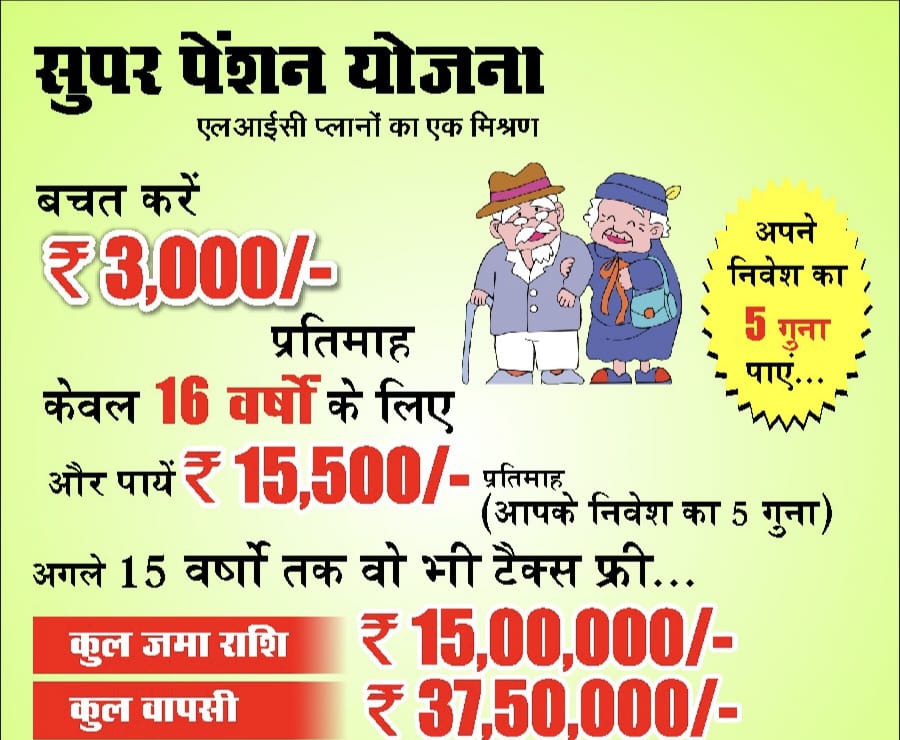 सुपर पेंशन योजना
एलआईसी प्लानों का एक मिश्रण
बचत करें
₹ 3,000/-
प्रतिमाह
केवल 16 वर्षो के लिए
और पायें ₹ 15,500/- प्रतिमाह
(आपके निवेश का 5 गुना)
अगले 15 वर्षो तक वो भी टैक्स फ्री...
अपने
निवेश का
5 गुना
पाएं...
कुल जमा राशि ₹ 15,00,000/-
कुल वापसी ₹ 37,50,000/-